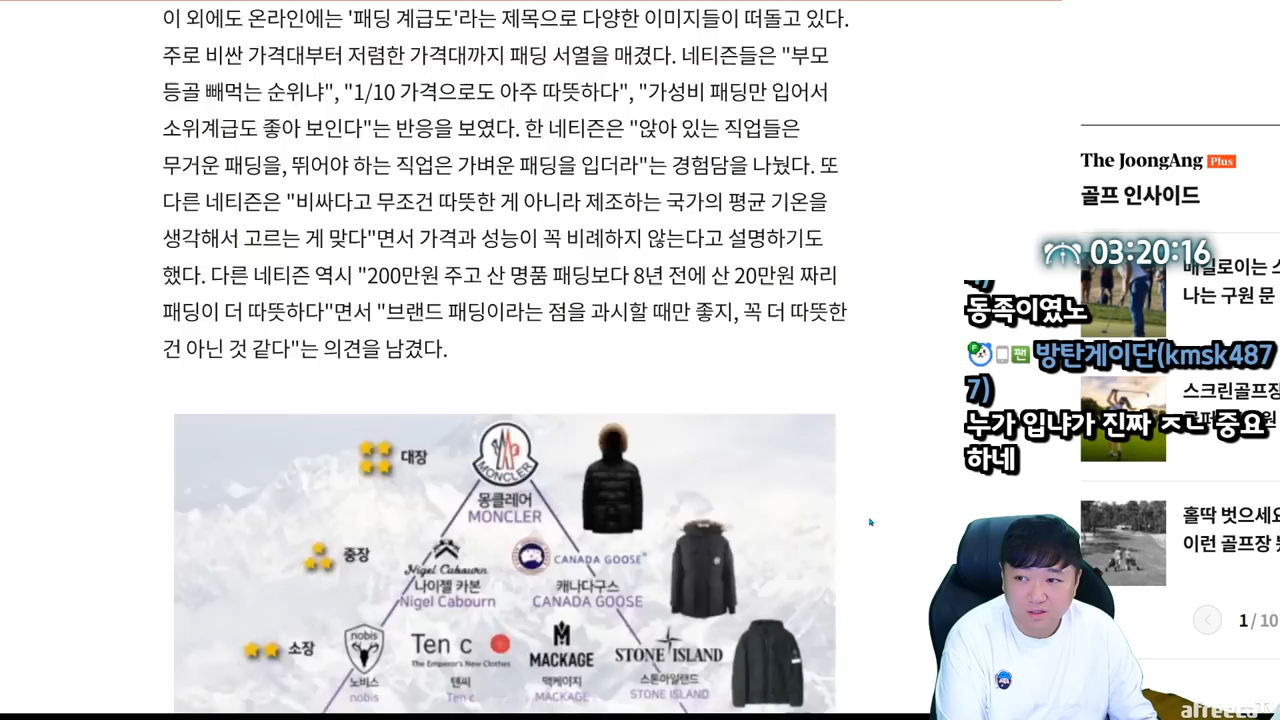 이 외에도 온라인에는 '패딩 계급도'라는 제목으로 다양한 이미지들이 떠돌고 있다.
주로 비싼 가격대부터 저렴한 가격대까지 패딩 서열을 매겼다. 네티즌들은 "부모
등골 빼먹는 순위냐", "1/10 가격으로도 아주 따뜻하다", "가성비 패딩만 입어서
소위계급도 좋아 보인다"는 반응을 보였다. 한 네티즌은 "앉아 있는 직업들은
무거운 패딩을, 뛰어야 하는 직업은 가벼운 패딩을 입더라"는 경험담을 나눴다. 또
다른 네티즌은 "비싸다고 무조건 따뜻한 게 아니라 제조하는 국가의 평균 기온을
생각해서 고르는 게 맞다"면서 가격과 성능이 꼭 비례하지 않는다고 설명하기도
했다. 다른 네티즌 역시 "200만원 주고 산 명품 패딩보다 8년 전에 산 20만원 짜리
패딩이 더 따뜻하다"면서 "브랜드 패딩이라는 점을 과시할 때만 좋지, 꼭 더 따뜻한
건 아닌 것 같다"는 의견을 남겼다.
대장
MONCLER
몽클레어
MONCLER
중장
Nigel Cabourn
나이젤 카본
Nigel Cabourn
CANADA GOOSE
캐나다구스
CANADA GOOSE
소장
nobis
노비스
nobis
Ten c
The Emperor's New Clothes
텐씨
Ten c
MACKAGE
맥케이지
MACKAGE
STONE ISLAND
스톤아일랜드
STONE ISLAND
The JoongAng Plus
골프 인사이드
03:20:16
매킬로이는 스
나는 구원 문
동족이였노
팬 방탄게이단(kmsk487
7)
누가 입냐가 진짜 ㅈㄴ 중요
하네
스크린골프장
홀딱 벗으세요
이런 골프장
1 / 10
afreecaTV